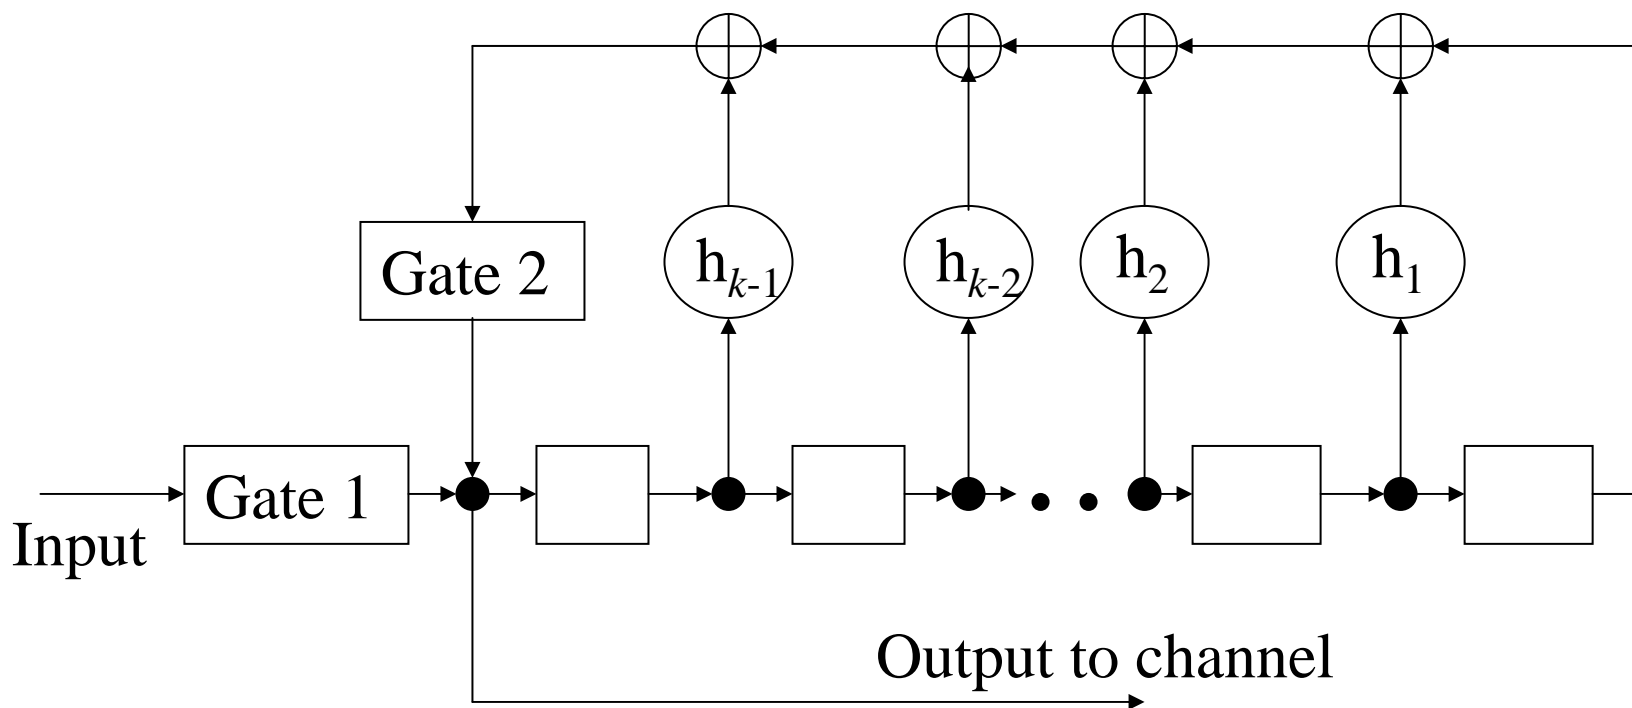 h_{k-1} h_{k-2} h_2 h_1
Gate 2
Gate 1
Input
Output to channel